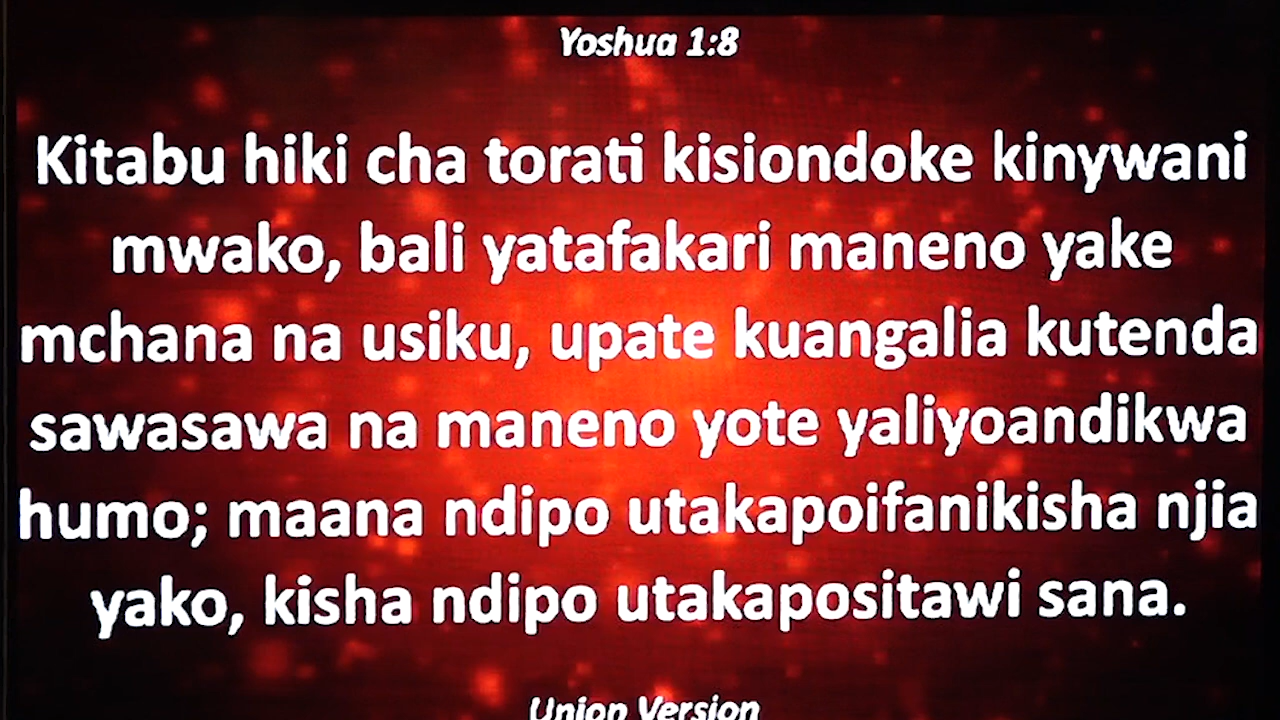 Yoshua 1:8
Kitabu hiki cha torati kisiondoke kinywani
mwako, bali yatafakari maneno yake
mchana na usiku, upate kuangalia kutenda
sawasawa na maneno yote yaliyoandikwa
humo; maana ndipo utakapoifanikisha njia
yako, kisha ndipo utakapositawi sana.
Union Version